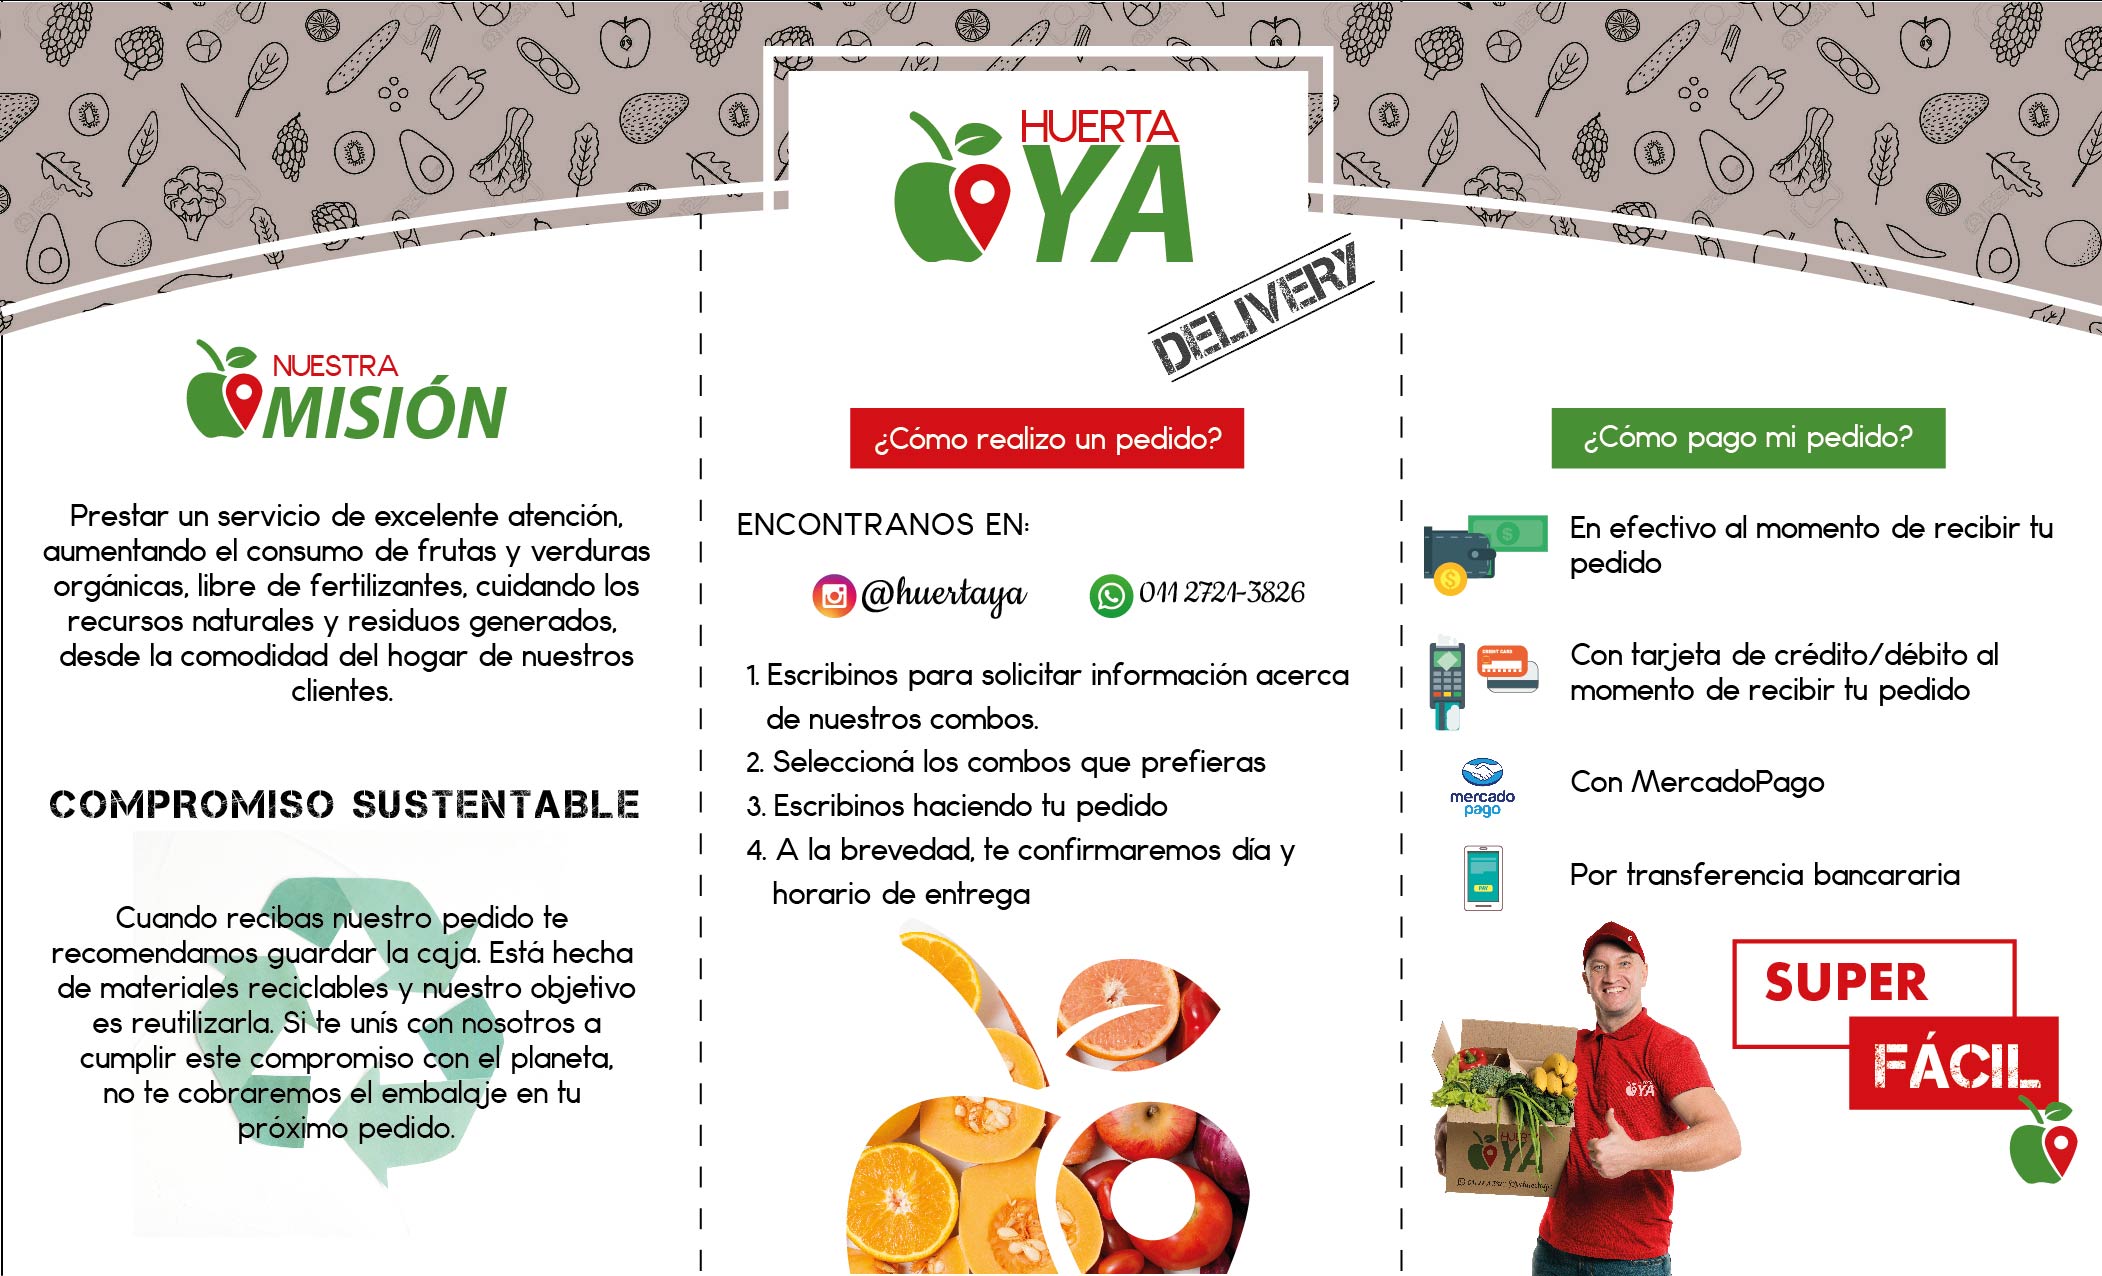 HUERTA
YA
DELIVERY
NUESTRA
MISIÓN
Prestar un servicio de excelente atención,
aumentando el consumo de frutas y verduras
orgánicas, libre de fertilizantes, cuidando los
recursos naturales y residuos generados,
desde la comodidad del hogar de nuestros
clientes.
COMPROMISO SUSTENTABLE
Cuando recibas nuestro pedido te
recomendamos guardar la caja. Está hecha
de materiales reciclables y nuestro objetivo
es reutilizarla. Si te unís con nosotros a
cumplir este compromiso con el planeta,
no te cobraremos el embalaje en tu
próximo pedido.
¿Cómo realizo un pedido?
ENCONTRANOS EN:
@huertaya
011 2721-3826
1. Escribinos para solicitar información acerca
de nuestros combos.
2. Seleccioná los combos que prefieras
3. Escribinos haciendo tu pedido
4. A la brevedad, te confirmaremos día y
horario de entrega
¿Cómo pago mi pedido?
En efectivo al momento de recibir tu
pedido
CREDIT CARD
Con tarjeta de crédito/débito al
momento de recibir tu pedido
mercado
pago
Con MercadoPago
PAY
Por transferencia bancararia
SUPER
FÁCIL
YA
HUERTA
YA